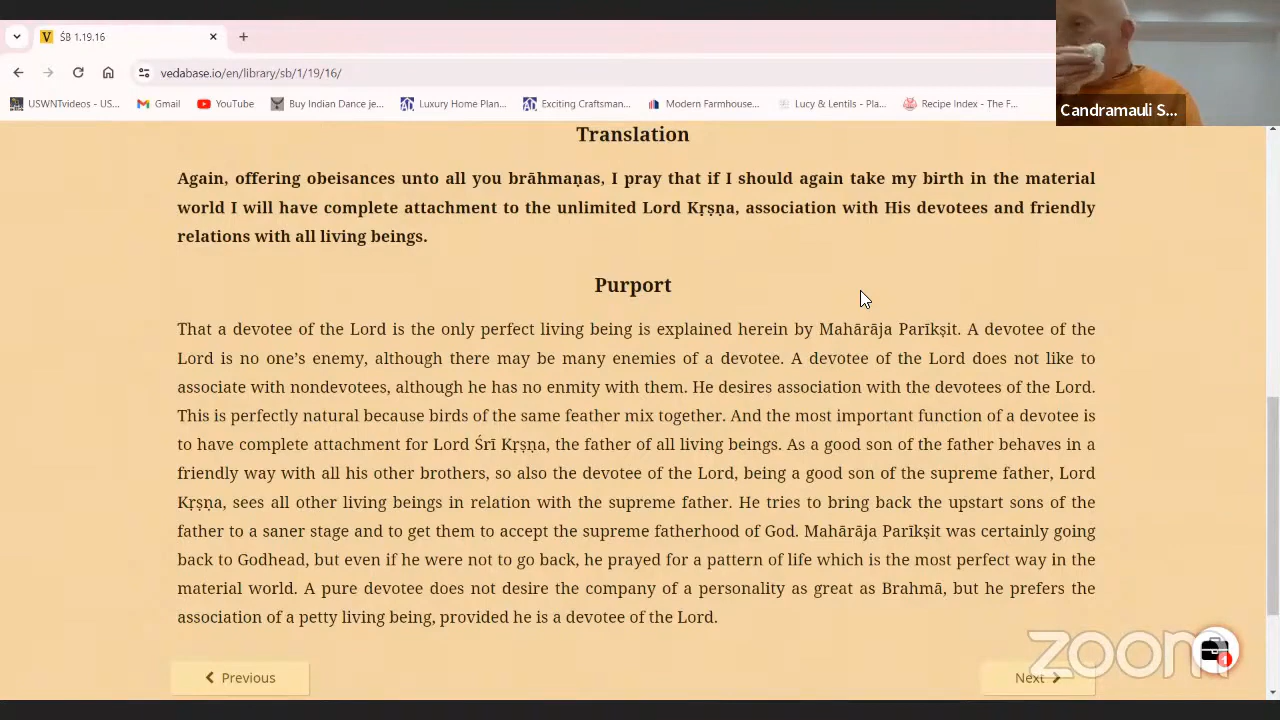 ŚB 1.19.16
vedabase.io/en/library/sb/1/19/16/
USWNTvideos - US... Gmail YouTube Buy Indian Dance je... Luxury Home Plan... Exciting Craftsman... Modern Farmhouse... Lucy & Lentils - Pla... Recipe Index - The F...
Candramauli S...
Translation
Again, offering obeisances unto all you brāhmaṇas, I pray that if I should again take my birth in the material
world I will have complete attachment to the unlimited Lord Kṛṣṇa, association with His devotees and friendly
relations with all living beings.
Purport
That a devotee of the Lord is the only perfect living being is explained herein by Mahārāja Parīkṣit. A devotee of the
Lord is no one’s enemy, although there may be many enemies of a devotee. A devotee of the Lord does not like to
associate with nondevotees, although he has no enmity with them. He desires association with the devotees of the Lord.
This is perfectly natural because birds of the same feather mix together. And the most important function of a devotee is
to have complete attachment for Lord Śrī Kṛṣṇa, the father of all living beings. As a good son of the father behaves in a
friendly way with all his other brothers, so also the devotee of the Lord, being a good son of the supreme father, Lord
Kṛṣṇa, sees all other living beings in relation with the supreme father. He tries to bring back the upstart sons of the
father to a saner stage and to get them to accept the supreme fatherhood of God. Mahārāja Parīkṣit was certainly going
back to Godhead, but even if he were not to go back, he prayed for a pattern of life which is the most perfect way in the
material world. A pure devotee does not desire the company of a personality as great as Brahmā, but he prefers the
association of a petty living being, provided he is a devotee of the Lord.
Previous
Next
zoom
1